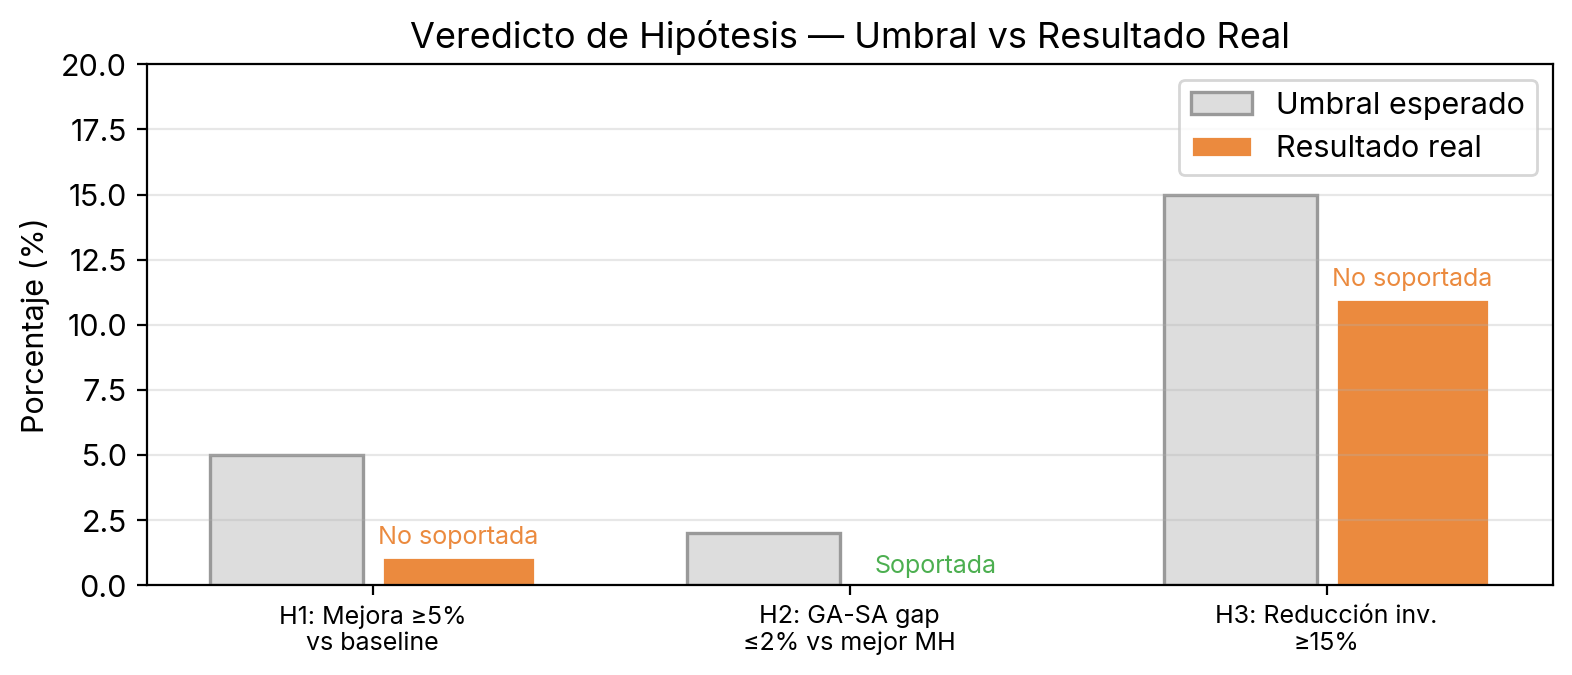 Veredicto de Hipótesis — Umbral vs Resultado Real
Porcentaje (%)
20.0
17.5
15.0
12.5
10.0
7.5
5.0
2.5
0.0
Umbral esperado
Resultado real
No soportada
Soportada
No soportada
H1: Mejora ≥5%
vs baseline
H2: GA-SA gap
≤2% vs mejor MH
H3: Reducción inv.
≥15%